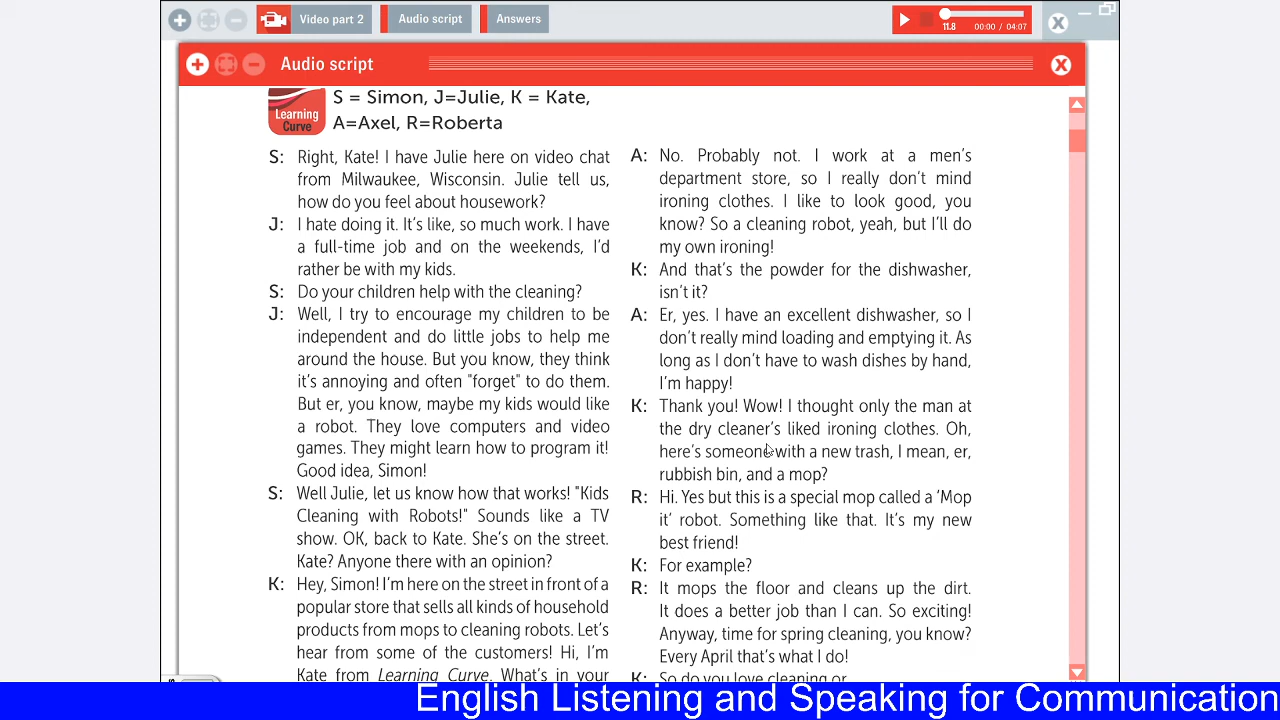 Video part 2
Audio script
Answers
11.8
00:00 / 04:07
Audio script
Learning
Curve
S = Simon, J=Julie, K = Kate,
A=Axel, R=Roberta
S: Right, Kate! I have Julie here on video chat
from Milwaukee, Wisconsin. Julie tell us,
how do you feel about housework?
J: I hate doing it. It's like, so much work. I have
a full-time job and on the weekends, I'd
rather be with my kids.
S: Do your children help with the cleaning?
J: Well, I try to encourage my children to be
independent and do little jobs to help me
around the house. But you know, they think
it's annoying and often "forget" to do them.
But er, you know, maybe my kids would like
a robot. They love computers and video
games. They might learn how to program it!
Good idea, Simon!
S: Well Julie, let us know how that works! "Kids
Cleaning with Robots!" Sounds like a TV
show. OK, back to Kate. She's on the street.
Kate? Anyone there with an opinion?
K: Hey, Simon! I'm here on the street in front of a
popular store that sells all kinds of household
products from mops to cleaning robots. Let's
hear from some of the customers! Hi, I'm
Kate from Learning Curve. What's in your
A: No. Probably not. I work at a men's
department store, so I really don't mind
ironing clothes. I like to look good, you
know? So a cleaning robot, yeah, but I'll do
my own ironing!
K: And that's the powder for the dishwasher,
isn't it?
A: Er, yes. I have an excellent dishwasher, so I
don't really mind loading and emptying it. As
long as I don't have to wash dishes by hand,
I'm happy!
K: Thank you! Wow! I thought only the man at
the dry cleaner's liked ironing clothes. Oh,
here's someone with a new trash, I mean, er,
rubbish bin, and a mop?
R: Hi. Yes but this is a special mop called a 'Mop
it' robot. Something like that. It's my new
best friend!
K: For example?
R: It mops the floor and cleans up the dirt.
It does a better job than I can. So exciting!
Anyway, time for spring cleaning, you know?
Every April that's what I do!
K: So do you love cleaning or
English Listening and Speaking for Communication